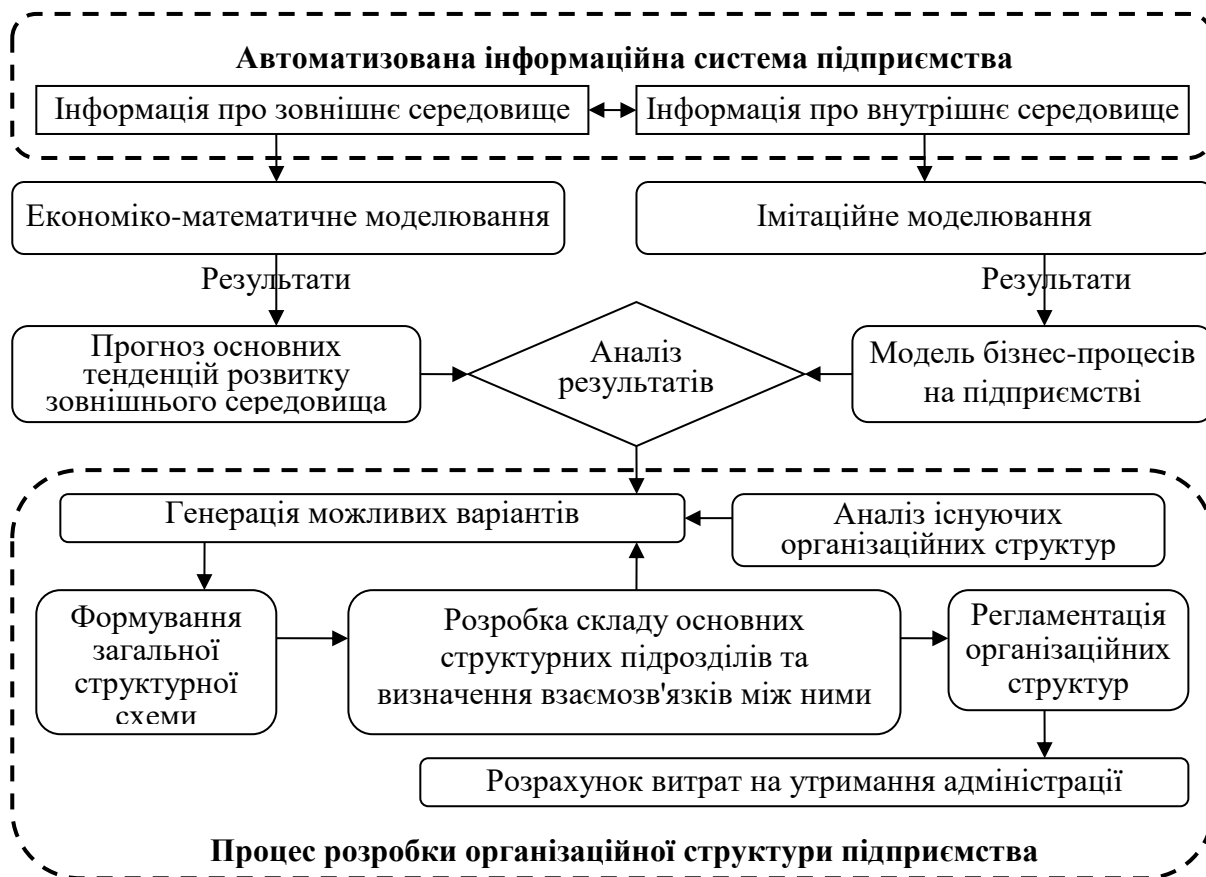 Автоматизована інформаційна система підприємства
Інформація про зовнішнє середовище
Інформація про внутрішнє середовище
Економіко-математичне моделювання
Імітаційне моделювання
Результати
Результати
Прогноз основних
тенденцій розвитку
зовнішнього середовища
Аналіз
результатів
Модель бізнес-процесів
на підприємстві
Генерація можливих варіантів
Аналіз існуючих
організаційних структур
Формування
загальної
структурної
схеми
Розробка складу основних
структурних підрозділів та
визначення взаємозв'язків між ними
Регламентація
організаційних
структур
Розрахунок витрат на утримання адміністрації
Процес розробки організаційної структури підприємства